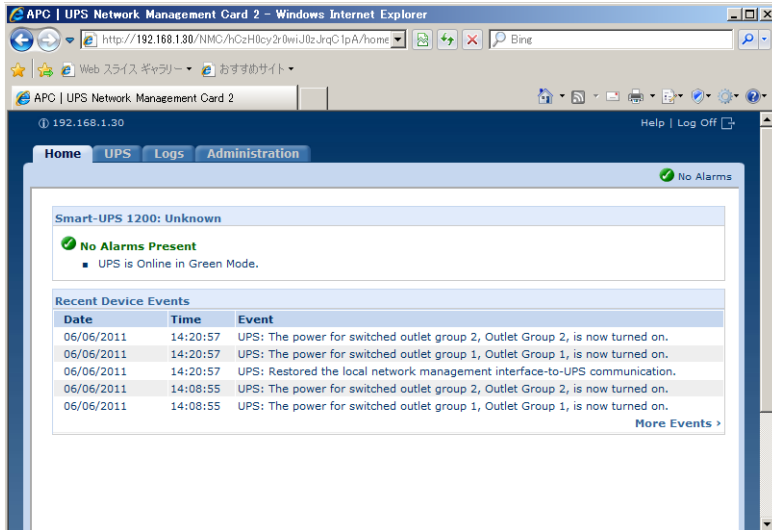 APC | UPS Network Management Card 2 - Windows Internet Explorer
http://192.168.1.30/NMC/hCzH0cy2r0wiJ0zJrqC1pA/home
Bing
Web スライス ギャラリー
おすすめサイト
APC | UPS Network Management Card 2
192.168.1.30
Help | Log Off
Home UPS Logs Administration
No Alarms
Smart-UPS 1200: Unknown
No Alarms Present
UPS is Online in Green Mode.
Recent Device Events
Date Time Event
06/06/2011 14:20:57 UPS: The power for switched outlet group 2, Outlet Group 2, is now turned on.
06/06/2011 14:20:57 UPS: The power for switched outlet group 1, Outlet Group 1, is now turned on.
06/06/2011 14:20:57 UPS: Restored the local network management interface-to-UPS communication.
06/06/2011 14:08:55 UPS: The power for switched outlet group 2, Outlet Group 2, is now turned on.
06/06/2011 14:08:55 UPS: The power for switched outlet group 1, Outlet Group 1, is now turned on.
More Events ›